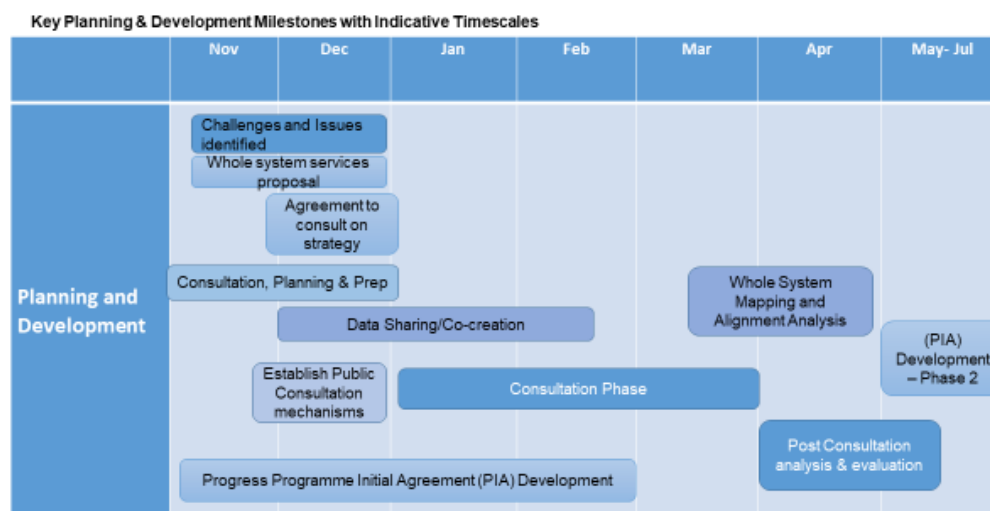 Key Planning & Development Milestones with Indicative Timescales
Nov
Dec
Jan
Feb
Mar
Apr
May- Jul
Planning and
Development
Challenges and Issues
identified
Whole system services
proposal
Agreement to
consult on
strategy
Consultation, Planning & Prep
Whole System
Mapping and
Alignment Analysis
Data Sharing/Co-creation
(PIA)
Development
– Phase 2
Establish Public
Consultation
mechanisms
Consultation Phase
Post Consultation
analysis & evaluation
Progress Programme Initial Agreement (PIA) Development